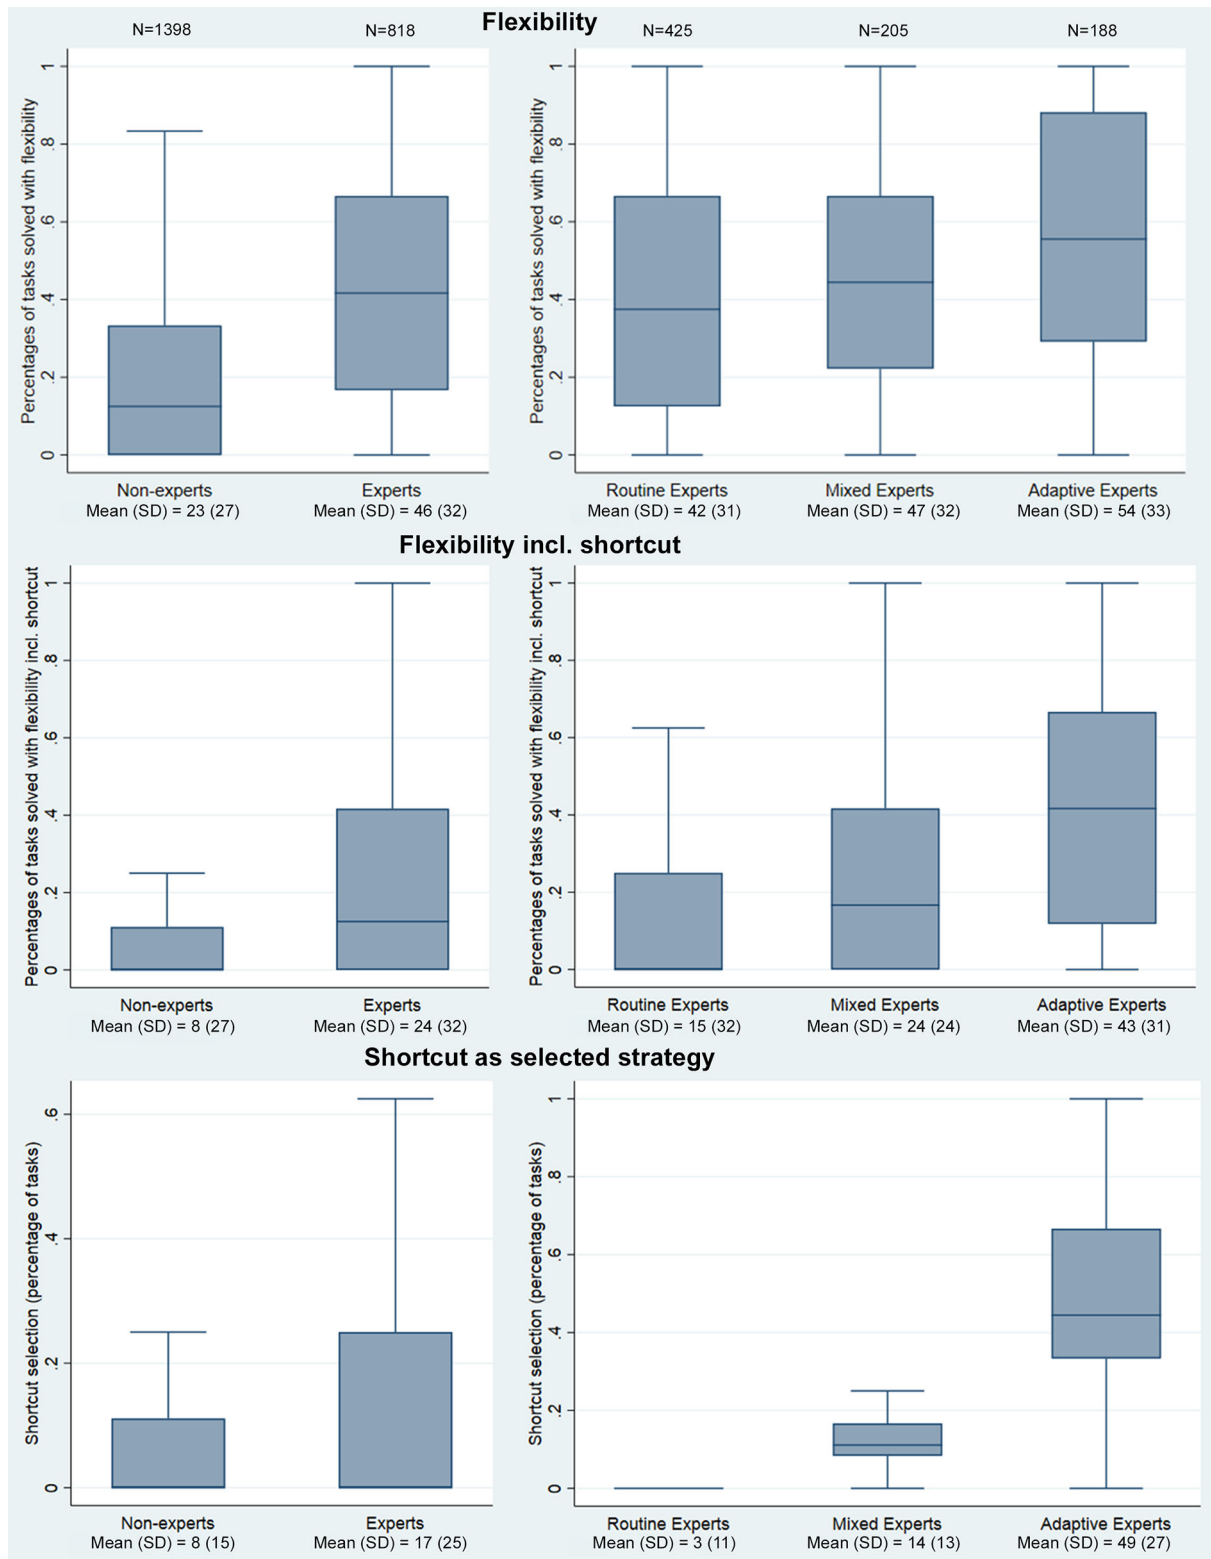 Flexibility
N=1398
N=818
N=425
N=205
N=188
Percentages of tasks solved with flexibility
1
.8
.6
.4
.2
0
Non-experts
Mean (SD) = 23 (27)
Experts
Mean (SD) = 46 (32)
Percentages of tasks solved with flexibility
1
.8
.6
.4
.2
0
Routine Experts
Mean (SD) = 42 (31)
Mixed Experts
Mean (SD) = 47 (32)
Adaptive Experts
Mean (SD) = 54 (33)
Flexibility incl. shortcut
Percentages of tasks solved with flexibility incl. shortcut
1
.8
.6
.4
.2
0
Non-experts
Mean (SD) = 8 (27)
Experts
Mean (SD) = 24 (32)
Percentages of tasks solved with flexibility incl. shortcut
1
.8
.6
.4
.2
0
Routine Experts
Mean (SD) = 15 (32)
Mixed Experts
Mean (SD) = 24 (24)
Adaptive Experts
Mean (SD) = 43 (31)
Shortcut as selected strategy
Shortcut selection (percentage of tasks)
.6
.4
.2
0
Non-experts
Mean (SD) = 8 (15)
Experts
Mean (SD) = 17 (25)
Shortcut selection (percentage of tasks)
1
.8
.6
.4
.2
0
Routine Experts
Mean (SD) = 3 (11)
Mixed Experts
Mean (SD) = 14 (13)
Adaptive Experts
Mean (SD) = 49 (27)